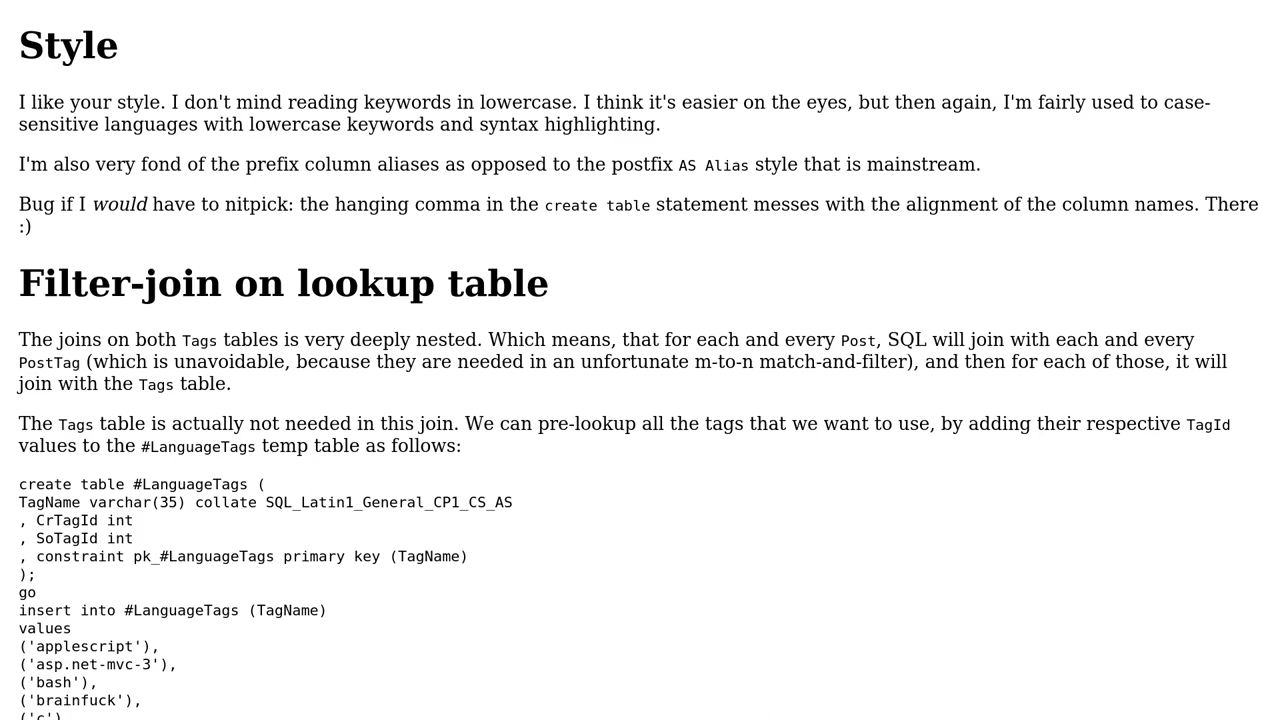 Style
I like your style. I don't mind reading keywords in lowercase. I think it's easier on the eyes, but then again, I'm fairly used to case-
sensitive languages with lowercase keywords and syntax highlighting.
I'm also very fond of the prefix column aliases as opposed to the postfix AS Alias style that is mainstream.
Bug if I would have to nitpick: the hanging comma in the create table statement messes with the alignment of the column names. There
:)
Filter-join on lookup table
The joins on both Tags tables is very deeply nested. Which means, that for each and every Post, SQL will join with each and every
PostTag (which is unavoidable, because they are needed in an unfortunate m-to-n match-and-filter), and then for each of those, it will
join with the Tags table.
The Tags table is actually not needed in this join. We can pre-lookup all the tags that we want to use, by adding their respective TagId
values to the #LanguageTags temp table as follows:
create table #LanguageTags (
TagName varchar(35) collate SQL_Latin1_General_CP1_CS_AS
, CrTagId int
, SoTagId int
, constraint pk_#LanguageTags primary key (TagName)
);
go
insert into #LanguageTags (TagName)
values
('applescript'),
('asp.net-mvc-3'),
('bash'),
('brainfuck'),
('c')